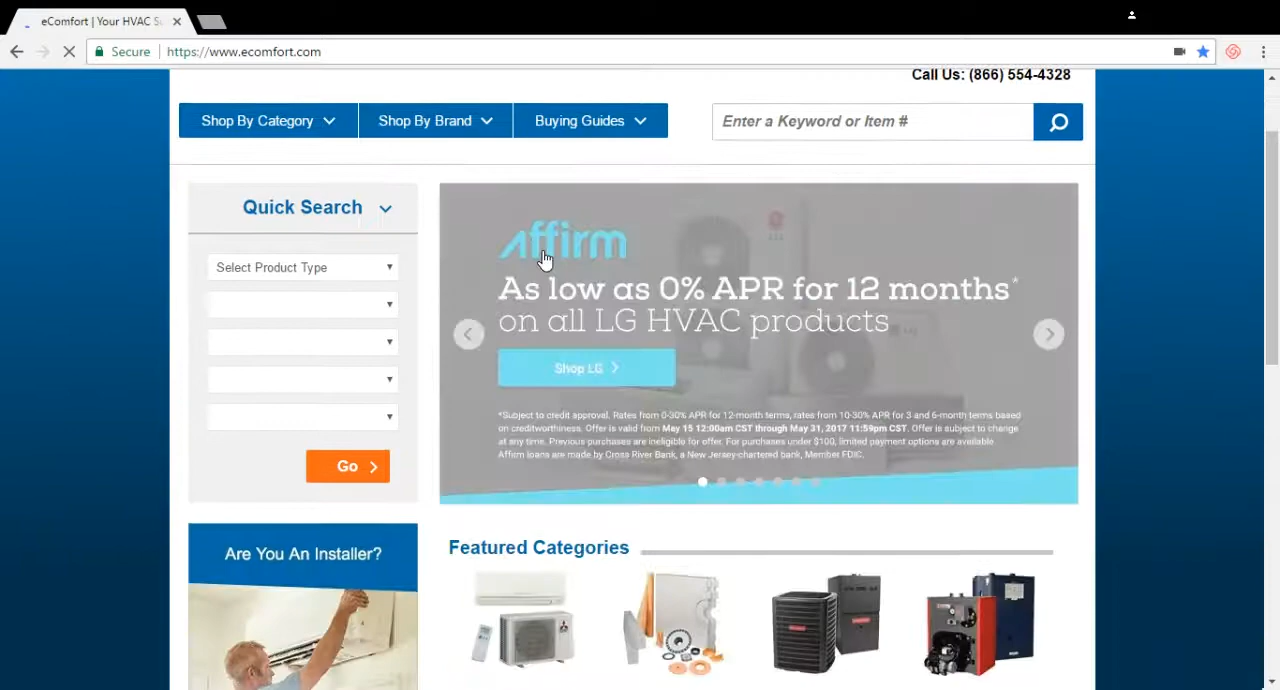 eComfort | Your HVAC Su
Secure
https://www.ecomfort.com
Call Us: (866) 554-4328
Shop By Category
Shop By Brand
Buying Guides
Enter a Keyword or Item #
Quick Search
Select Product Type
Go
Affirm
As low as 0% APR for 12 months*
on all LG HVAC products
Shop LG
*Subject to credit approval. Rates from 0-30% APR for 12-month terms, rates from 10-30% APR for 3 and 6-month terms based
on creditworthiness. Offer is valid from May 15 12:00am CST through May 31, 2017 11:59pm CST. Offer is subject to change
at any time. Previous purchases are ineligible for offer. For purchases under $100, limited payment options are available
Affirm loans are made by Cross River Bank, a New Jersey-chartered bank, Member FDIC.
Are You An Installer?
Featured Categories